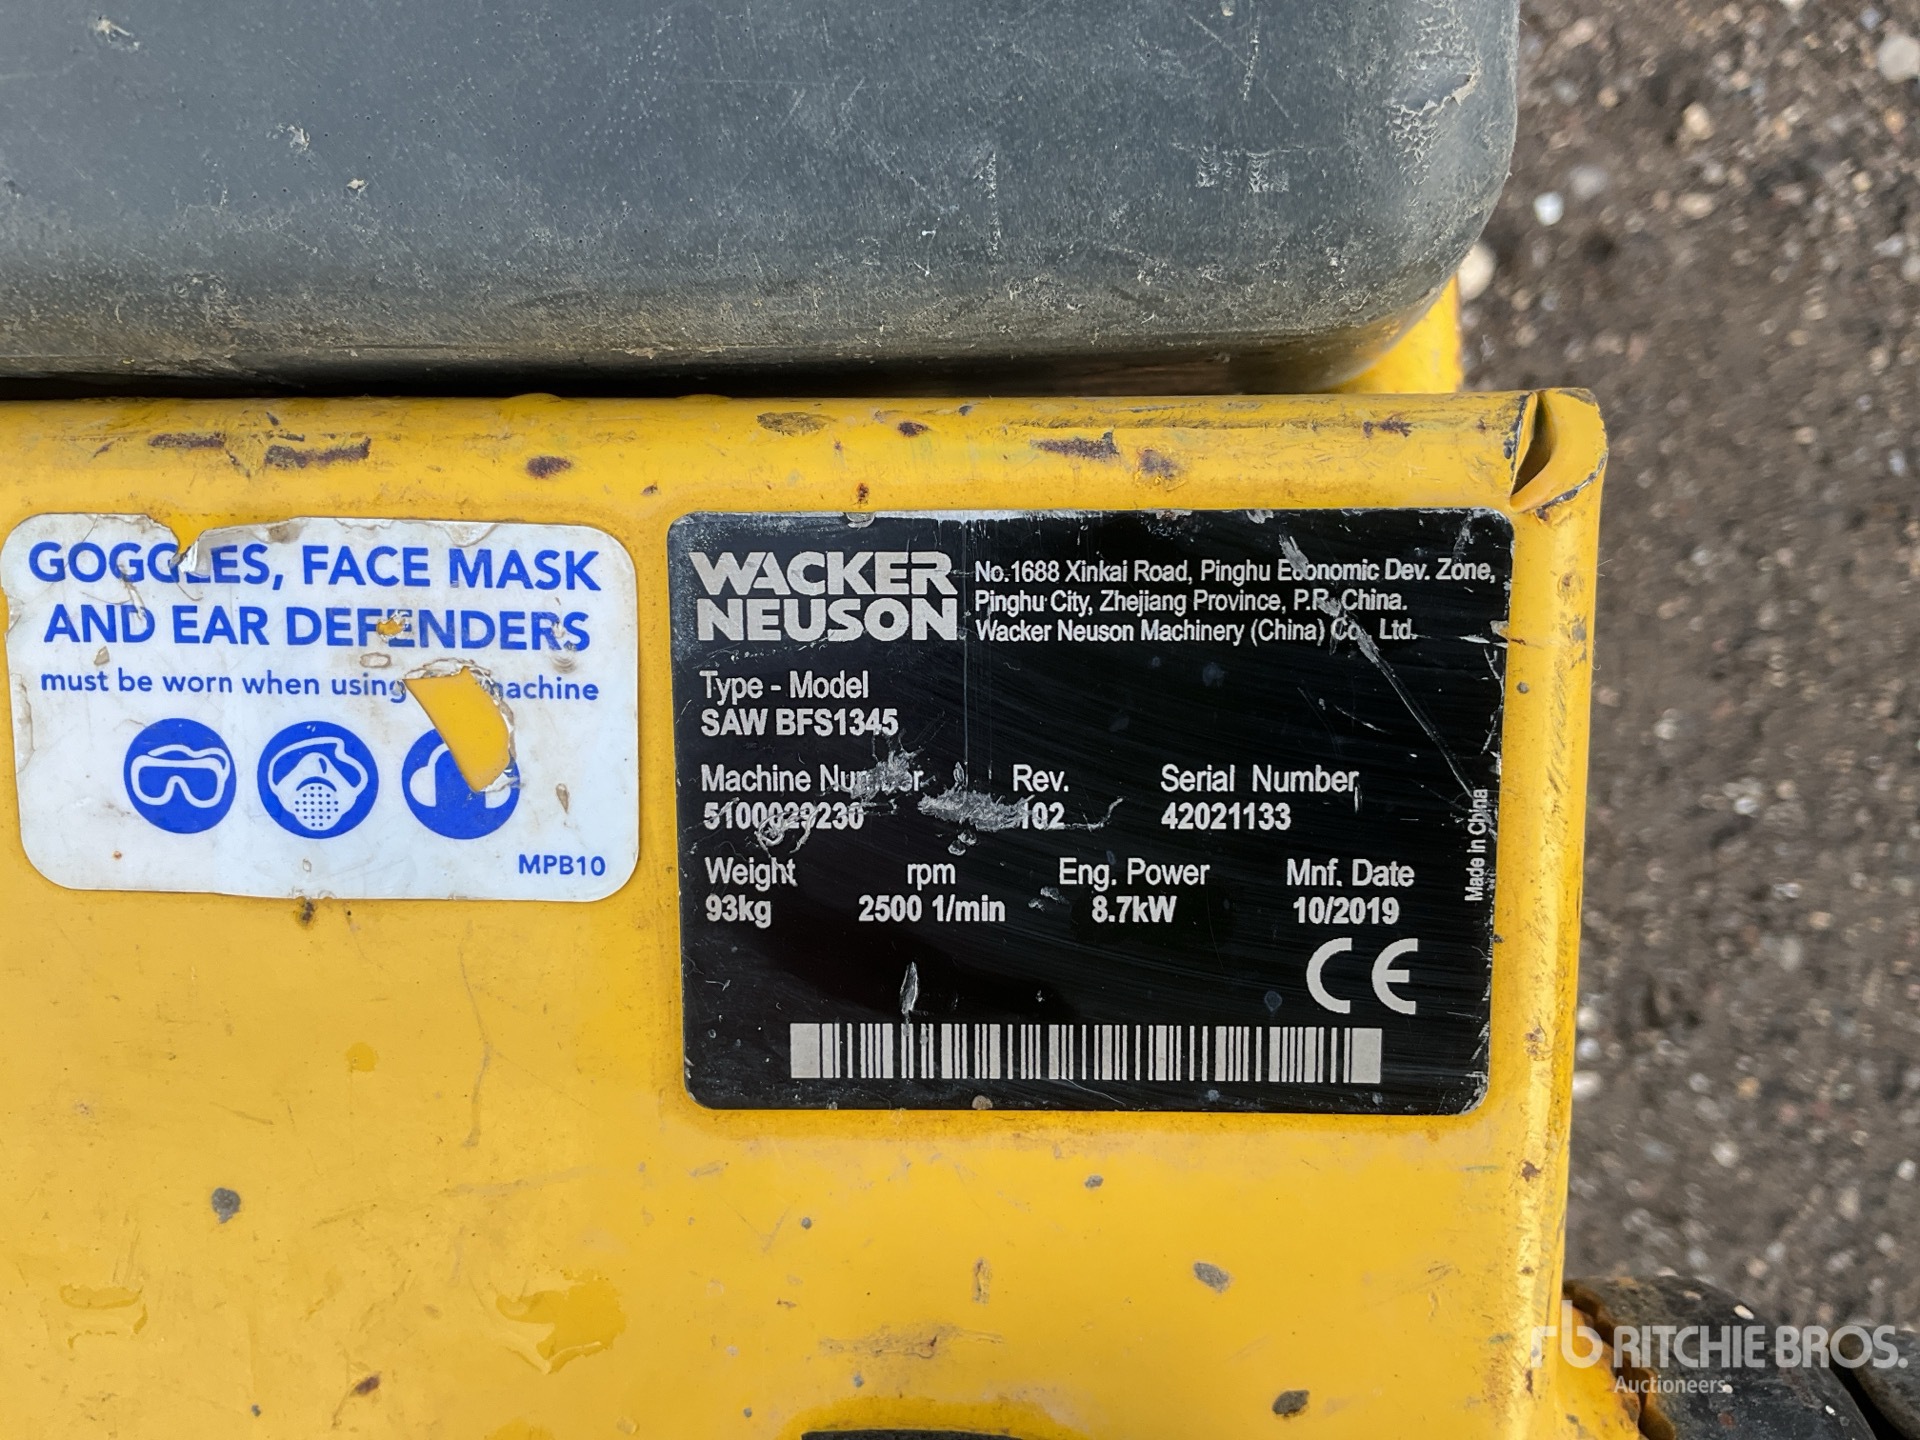 GOGGLES, FACE MASK
AND EAR DEFENDERS
must be worn when using machine
MPB10
WACKER
NEUSON
No.1688 Xinkai Road, Pinghu Economic Dev. Zone,
Pinghu City, Zhejiang Province, P.R. China.
Wacker Neuson Machinery (China) Co., Ltd.
Type - Model
SAW BFS1345
Machine Number Rev. Serial Number
5100029230 102 42021133
Weight rpm Eng. Power Mnf. Date
93kg 2500 1/min 8.7kW 10/2019
Made in China
CE
rb RITCHIE BROS.
Auctioneers